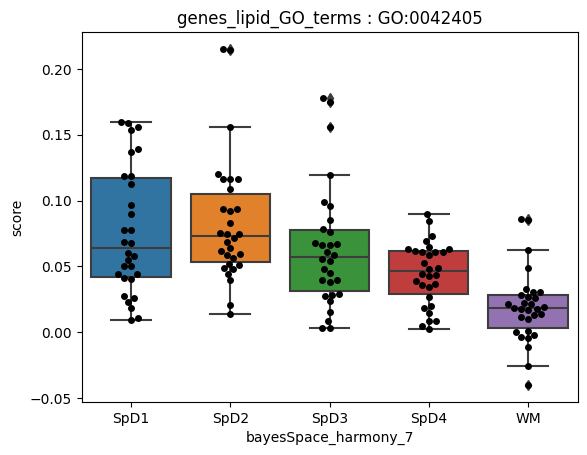 genes_lipid_GO_terms : GO:0042405
score
0.20
0.15
0.10
0.05
0.00
−0.05
SpD1 SpD2 SpD3 SpD4 WM
bayesSpace_harmony_7